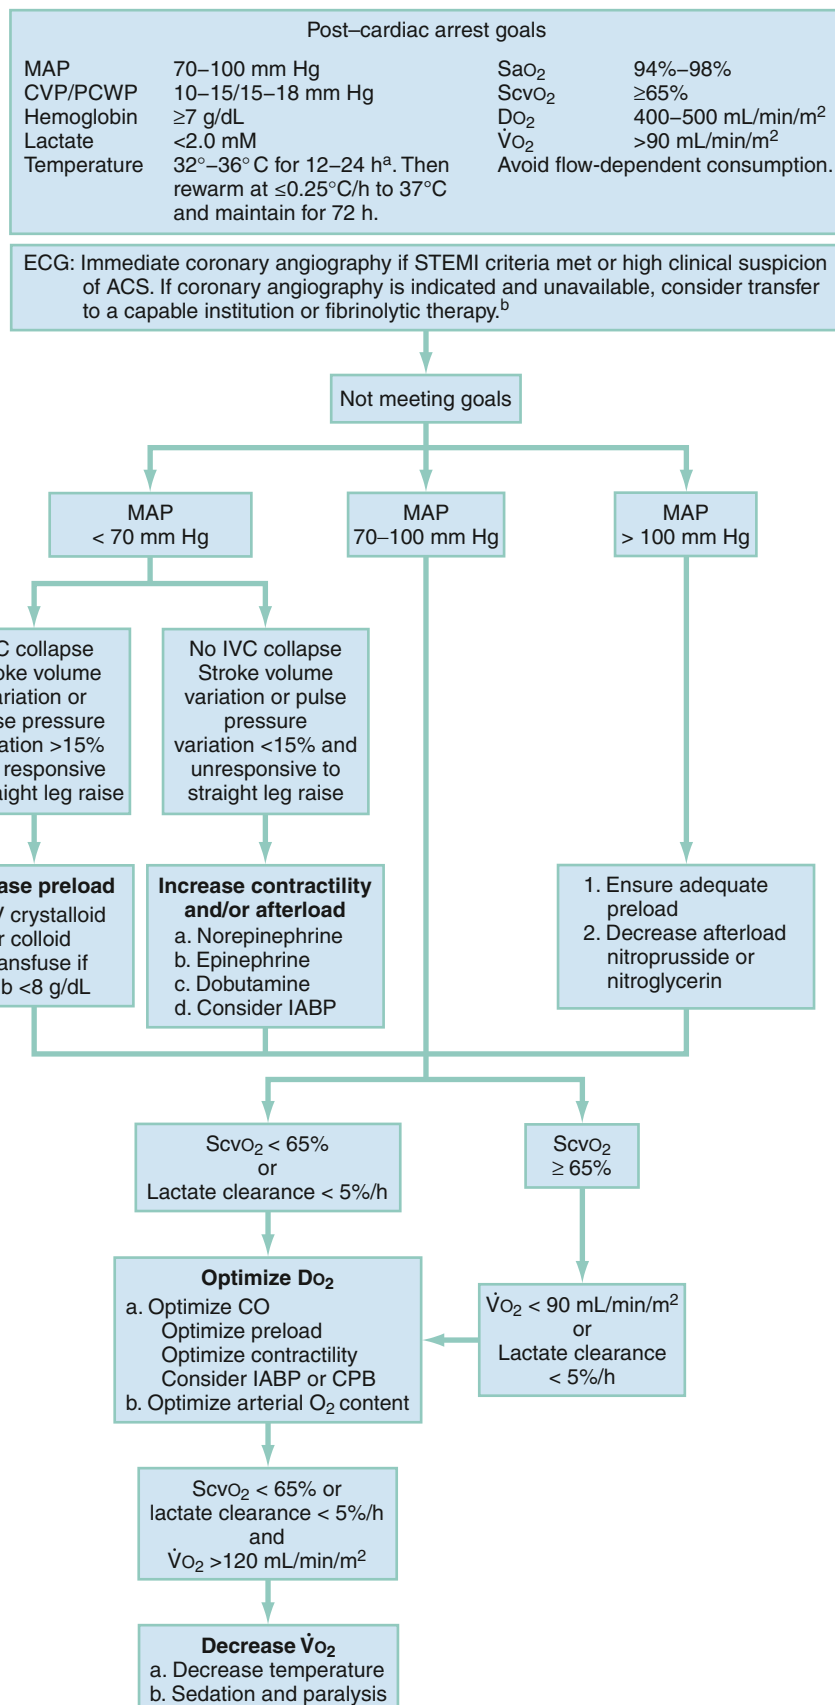 Post–cardiac arrest goals
MAP 70–100 mm Hg
CVP/PCWP 10–15/15–18 mm Hg
Hemoglobin ≥7 g/dL
Lactate <2.0 mM
Temperature 32°–36° C for 12–24 hᵃ. Then
rewarm at ≤0.25°C/h to 37°C
and maintain for 72 h.
SaO₂ 94%–98%
ScvO₂ ≥65%
DO₂ 400–500 mL/min/m²
V̇O₂ >90 mL/min/m²
Avoid flow-dependent consumption.
ECG: Immediate coronary angiography if STEMI criteria met or high clinical suspicion
of ACS. If coronary angiography is indicated and unavailable, consider transfer
to a capable institution or fibrinolytic therapy.ᵇ
Not meeting goals
MAP
< 70 mm Hg
MAP
70–100 mm Hg
MAP
> 100 mm Hg
C collapse
oke volume
ariation or
se pressure
ation >15%
responsive
aight leg raise
No IVC collapse
Stroke volume
variation or pulse
pressure
variation <15% and
unresponsive to
straight leg raise
ase preload
V crystalloid
r colloid
ansfuse if
b <8 g/dL
Increase contractility
and/or afterload
a. Norepinephrine
b. Epinephrine
c. Dobutamine
d. Consider IABP
1. Ensure adequate
preload
2. Decrease afterload
nitroprusside or
nitroglycerin
ScvO₂ < 65%
or
Lactate clearance < 5%/h
ScvO₂
≥ 65%
Optimize DO₂
a. Optimize CO
Optimize preload
Optimize contractility
Consider IABP or CPB
b. Optimize arterial O₂ content
V̇O₂ < 90 mL/min/m²
or
Lactate clearance
< 5%/h
ScvO₂ < 65% or
lactate clearance < 5%/h
and
V̇O₂ >120 mL/min/m²
Decrease V̇O₂
a. Decrease temperature
b. Sedation and paralysis